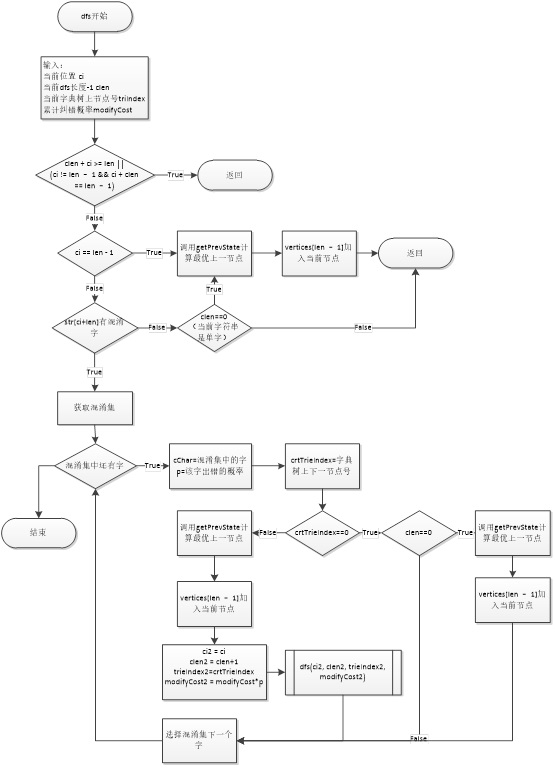 dfs开始
输入:
当前位置 ci
当前dfs长度-1 clen
当前字典树上节点号triIndex
累计纠错概率modifyCost
clen + ci >= len ||
(ci != len - 1 && ci + clen
== len - 1)
True
返回
False
ci == len - 1
True
调用getPrevState计
算最优上一节点
vertices[len - 1]加
入当前节点
返回
False
True
str[ci+len]有混淆
字
False
clen==0
(当前字符串
是单字)
False
True
获取混淆集
混淆集中还有字
True
cChar=混淆集中的字
p=该字出错的概率
crtTrieIndex=字典
树上下一节点号
结束
调用getPrevState计
算最优上一节点
False
crtTrieIndex==0
True
clen==0
True
调用getPrevState计
算最优上一节点
vertices[len - 1]加
入当前节点
vertices[len - 1]加
入当前节点
ci2 = ci
clen2 = clen+1
trieIndex2=crtTrieIndex
modifyCost2 = modifyCost*p
dfs(ci2, clen2, trieIndex2,
modifyCost2)
选择混淆集下一个
字
False